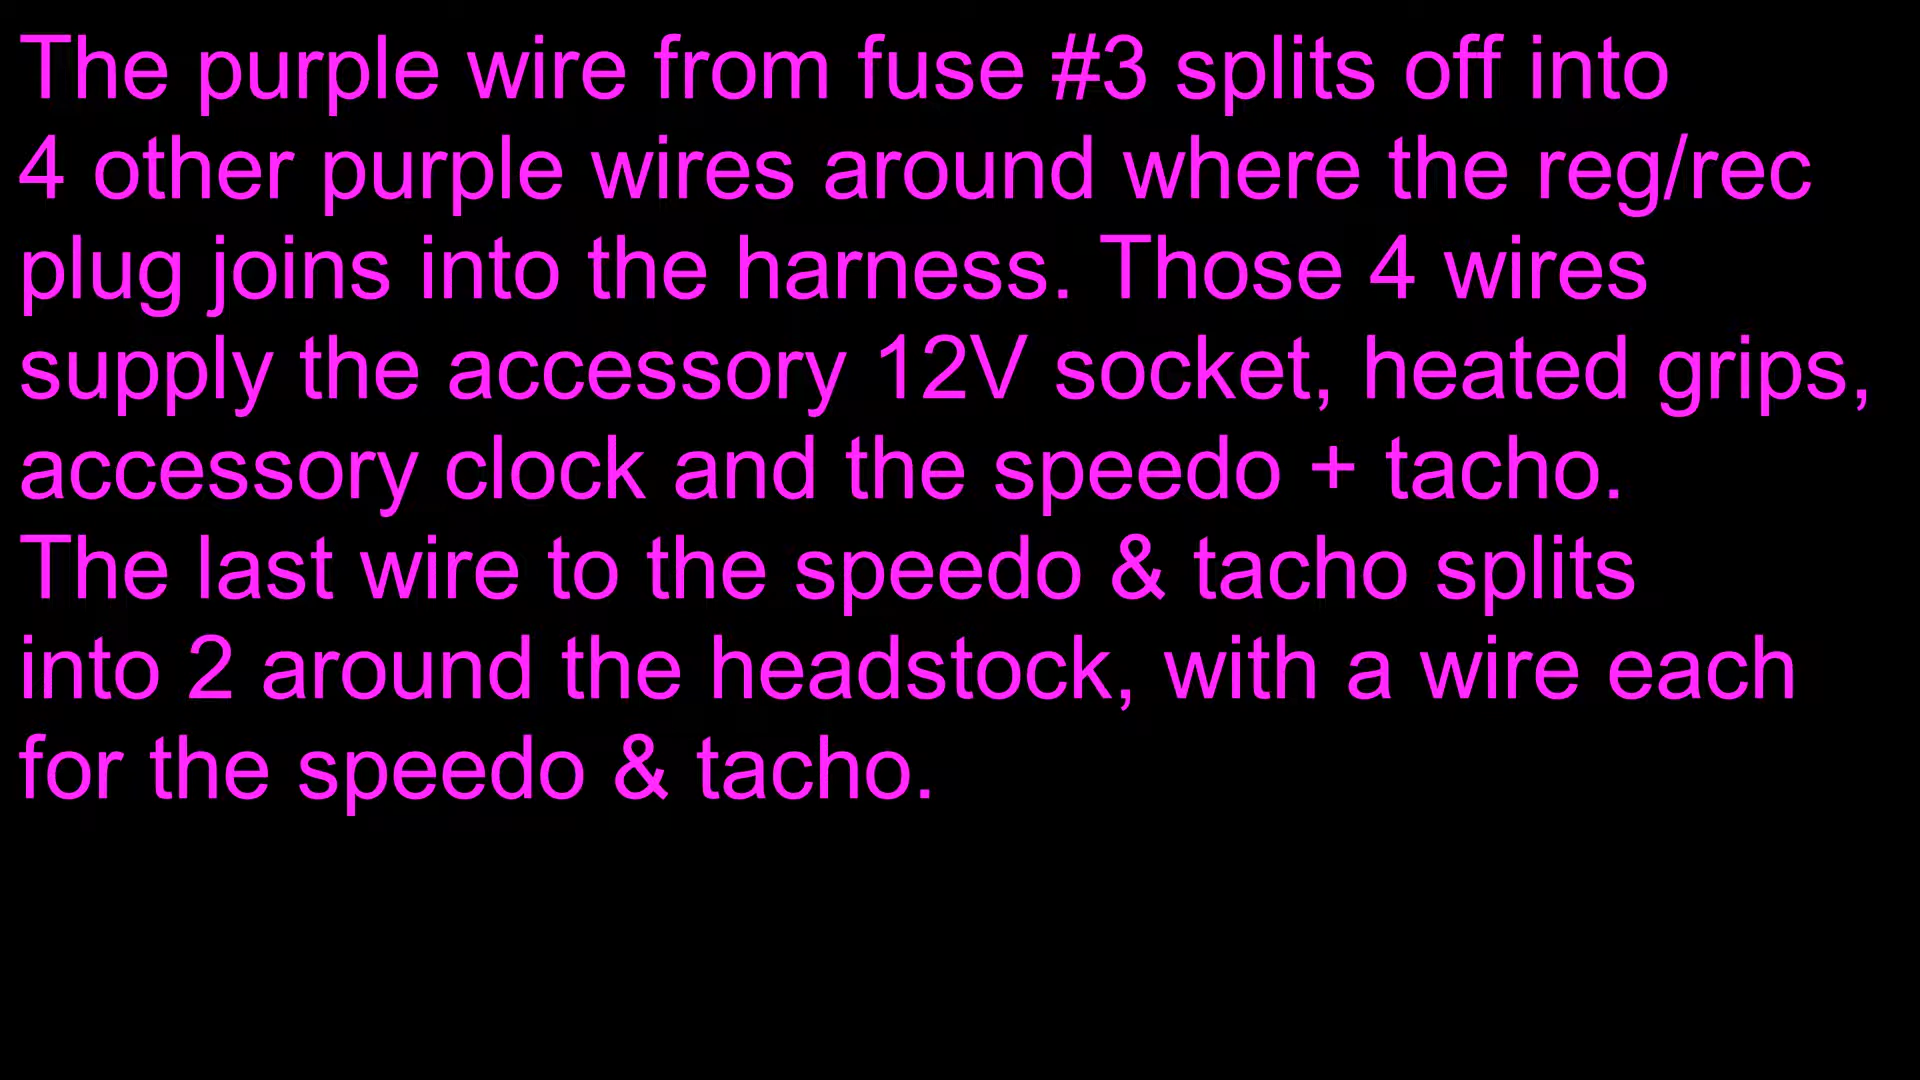 The purple wire from fuse #3 splits off into
4 other purple wires around where the reg/rec
plug joins into the harness. Those 4 wires
supply the accessory 12V socket, heated grips,
accessory clock and the speedo + tacho.
The last wire to the speedo & tacho splits
into 2 around the headstock, with a wire each
for the speedo & tacho.